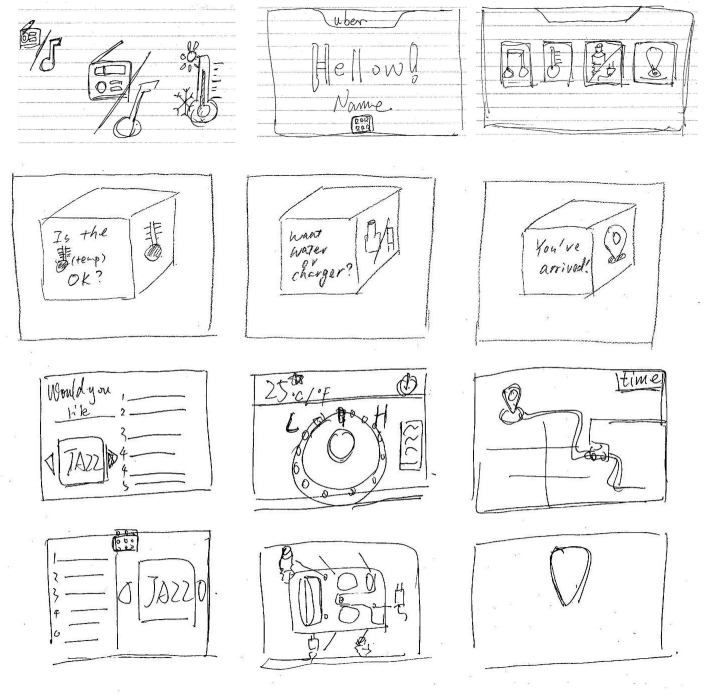 uber
Hellow!
Name
Is the
(temp)
OK?
Want
water
or
charger?
You've
arrived!
Would you
like
JAZZ
1
2
3
4
4
5
25 °C/°F
L H
time
1
2
3
4
JAZZ